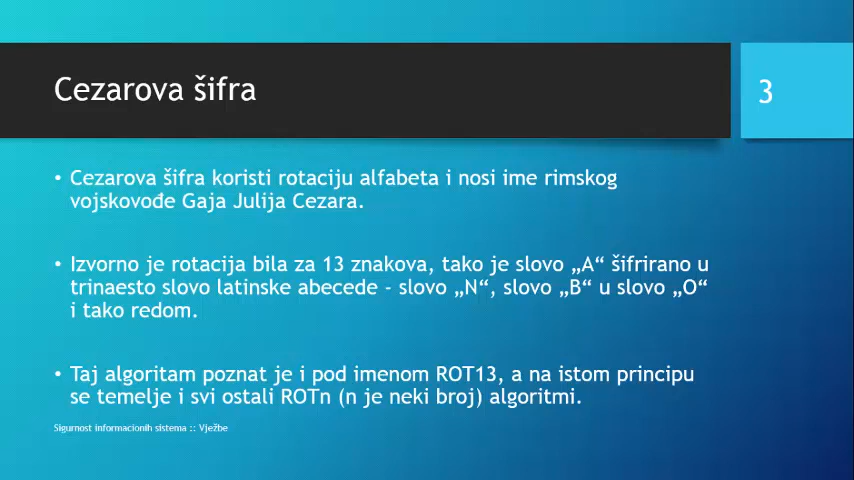 Cezarova šifra
3
• Cezarova šifra koristi rotaciju alfabeta i nosi ime rimskog
vojskovođe Gaja Julija Cezara.
• Izvorno je rotacija bila za 13 znakova, tako je slovo „A“ šifrirano u
trinaesto slovo latinske abecede - slovo „N“, slovo „B“ u slovo „O“
i tako redom.
• Taj algoritam poznat je i pod imenom ROT13, a na istom principu
se temelje i svi ostali ROTn (n je neki broj) algoritmi.
Sigurnost informacionih sistema :: Vježbe